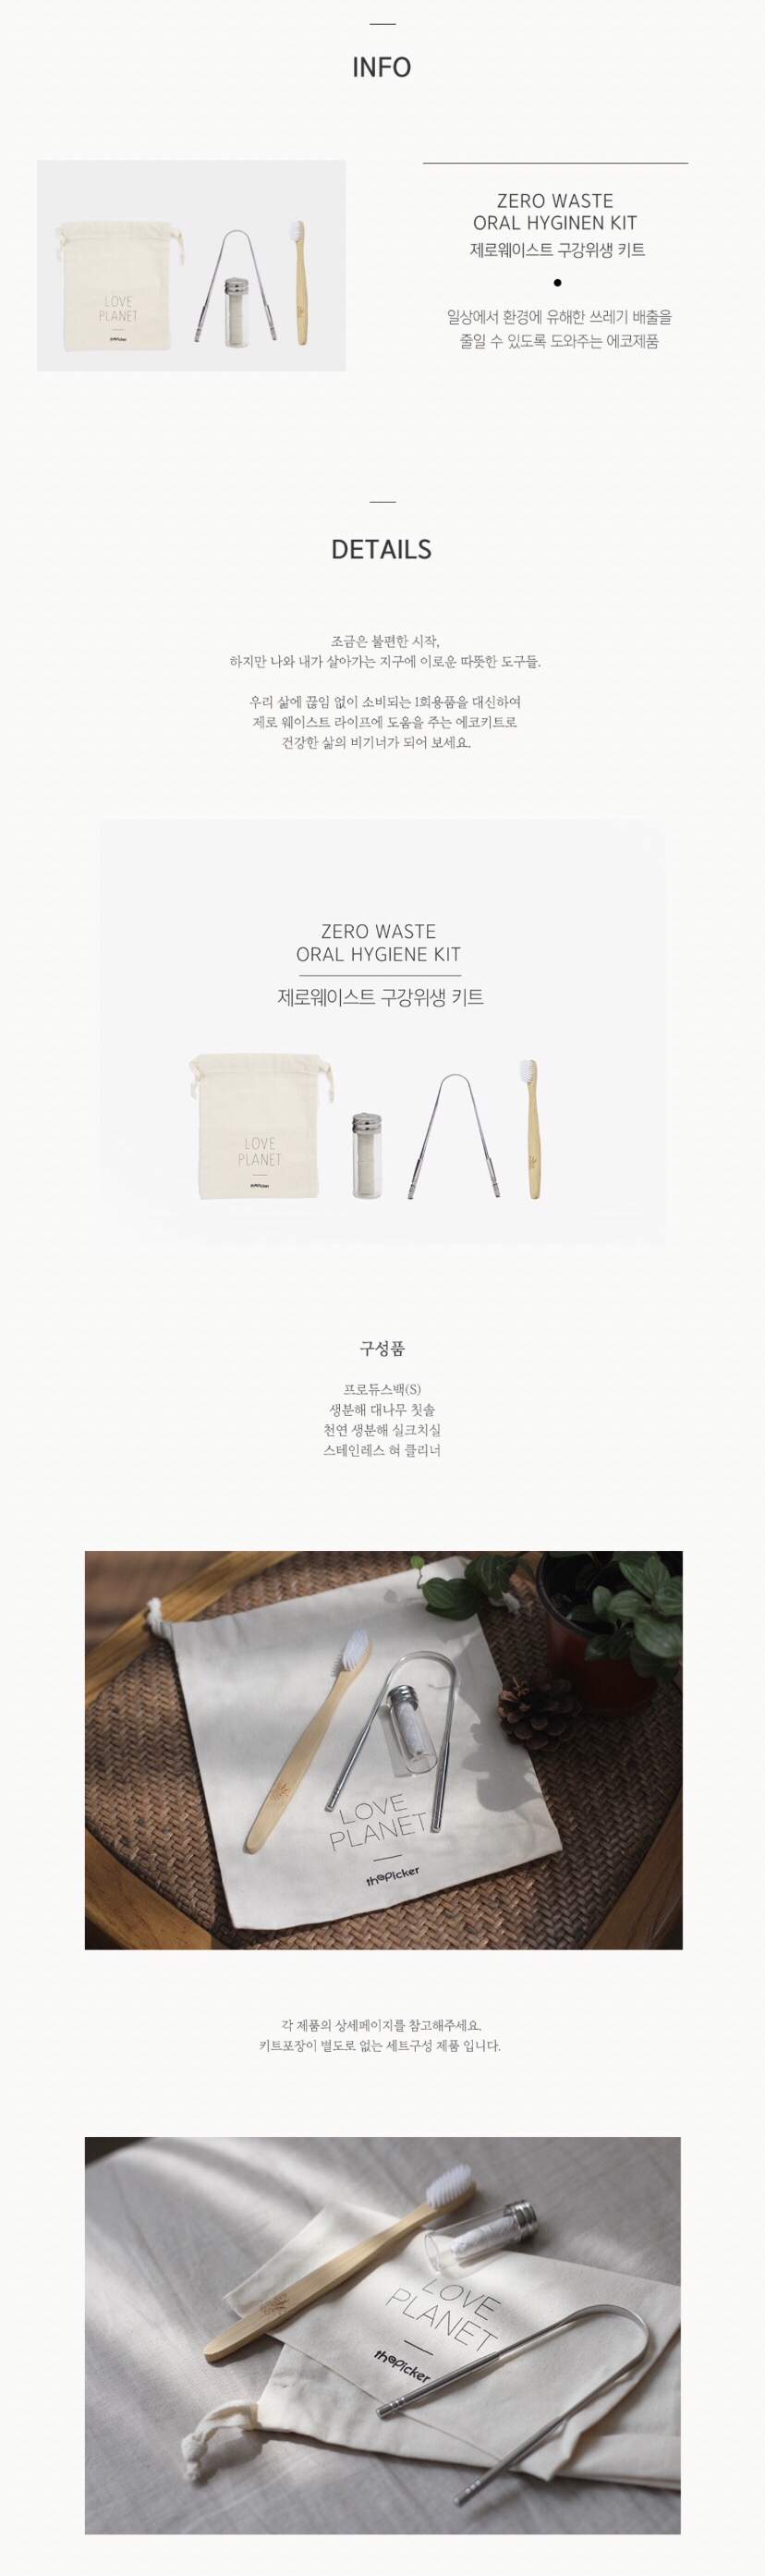 INFO
ZERO WASTE
ORAL HYGINEN KIT
제로웨이스트 구강위생 키트
일상에서 환경에 유해한 쓰레기 배출을
줄일 수 있도록 도와주는 에코제품
LOVE
PLANET
thePicker
DETAILS
조금은 불편한 시작,
하지만 나와 내가 살아가는 지구에 이로운 따뜻한 도구들.
우리 삶에 끊임 없이 소비되는 1회용품을 대신하여
제로 웨이스트 라이프에 도움을 주는 에코키트로
건강한 삶의 비기너가 되어 보세요.
ZERO WASTE
ORAL HYGIENE KIT
제로웨이스트 구강위생 키트
LOVE
PLANET
thePicker
구성품
프로듀스백(S)
생분해 대나무 칫솔
천연 생분해 실크치실
스테인레스 혀 클리너
LOVE
PLANET
thePicker
각 제품의 상세페이지를 참고해주세요.
키트포장이 별도로 없는 세트구성 제품 입니다.
LOVE
PLANET
thePicker